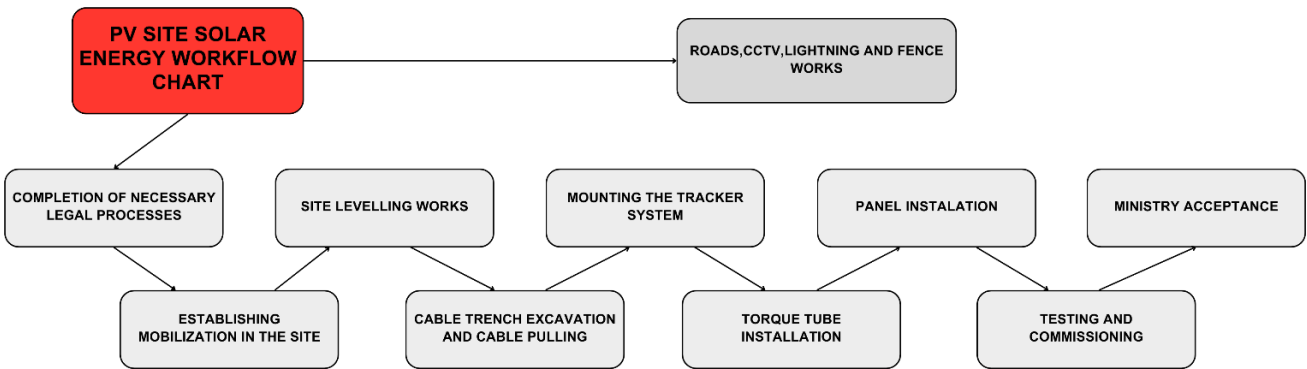 PV SITE SOLAR
ENERGY WORKFLOW
CHART
ROADS,CCTV,LIGHTNING AND FENCE
WORKS
COMPLETION OF NECESSARY
LEGAL PROCESSES
ESTABLISHING
MOBILIZATION IN THE SITE
SITE LEVELLING WORKS
CABLE TRENCH EXCAVATION
AND CABLE PULLING
MOUNTING THE TRACKER
SYSTEM
TORQUE TUBE
INSTALLATION
PANEL INSTALATION
TESTING AND
COMMISSIONING
MINISTRY ACCEPTANCE